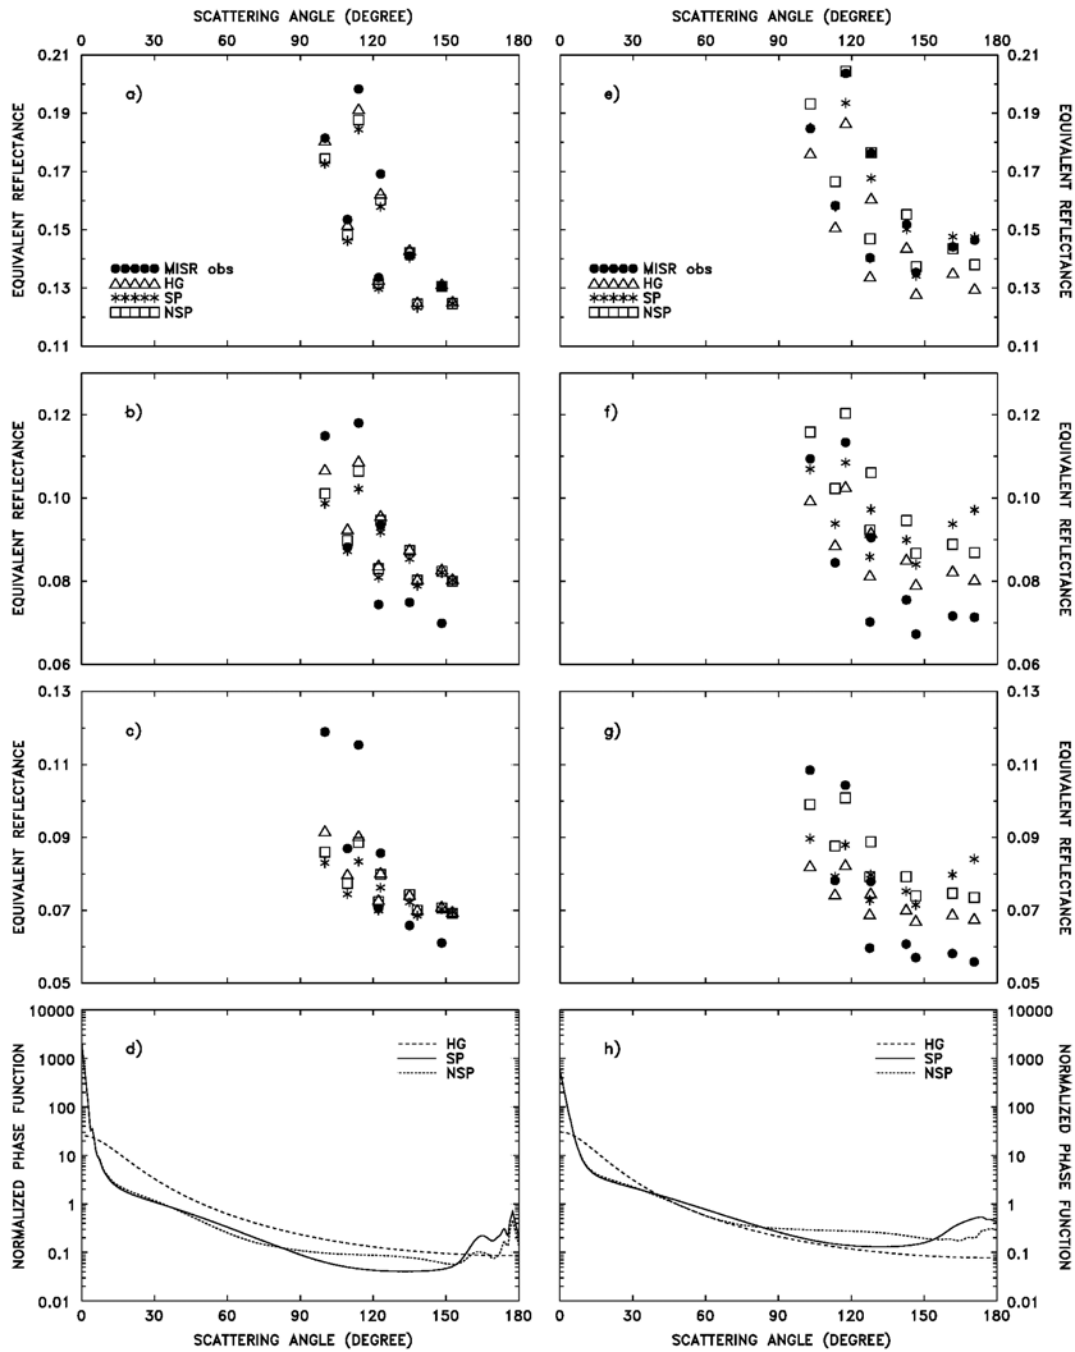 SCATTERING ANGLE (DEGREE)
SCATTERING ANGLE (DEGREE)
0 30 60 90 120 150 180
0 30 60 90 120 150 180
EQUIVALENT REFLECTANCE
0.21
0.19
0.17
0.15
0.13
0.11
a)
MISR obs
HG
SP
NSP
e)
MISR obs
HG
SP
NSP
0.21
0.19
0.17
0.15
0.13
0.11
EQUIVALENT REFLECTANCE
EQUIVALENT REFLECTANCE
0.12
0.10
0.08
0.06
b)
f)
0.12
0.10
0.08
0.06
EQUIVALENT REFLECTANCE
EQUIVALENT REFLECTANCE
0.13
0.11
0.09
0.07
0.05
c)
g)
0.13
0.11
0.09
0.07
0.05
EQUIVALENT REFLECTANCE
NORMALIZED PHASE FUNCTION
10000
1000
100
10
1
0.1
0.01
d)
HG
SP
NSP
h)
HG
SP
NSP
10000
1000
100
10
1
0.1
0.01
NORMALIZED PHASE FUNCTION
0 30 60 90 120 150 180
0 30 60 90 120 150 180
SCATTERING ANGLE (DEGREE)
SCATTERING ANGLE (DEGREE)